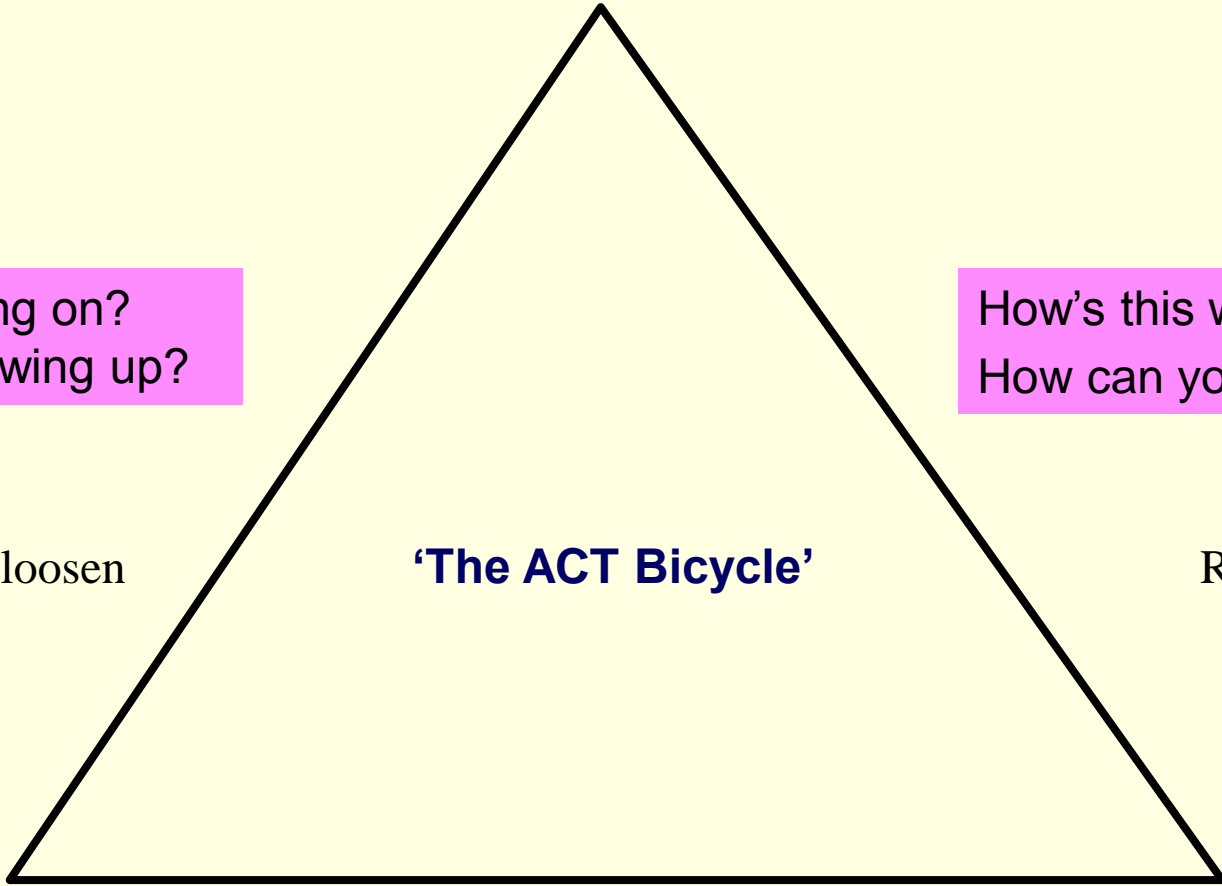 ng on?
wing up?
How's this w
How can yo
loosen
‘The ACT Bicycle’
R